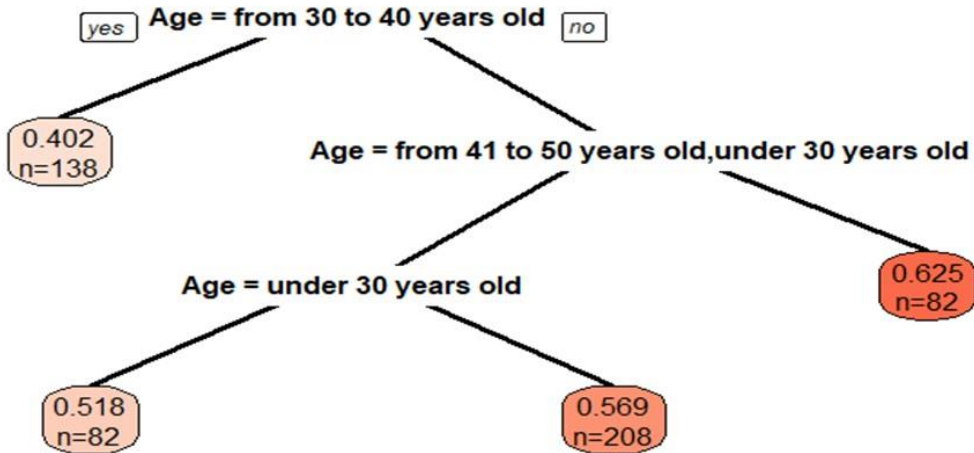 yes Age = from 30 to 40 years old no
0.402
n=138
Age = from 41 to 50 years old,under 30 years old
0.625
n=82
Age = under 30 years old
0.518
n=82
0.569
n=208